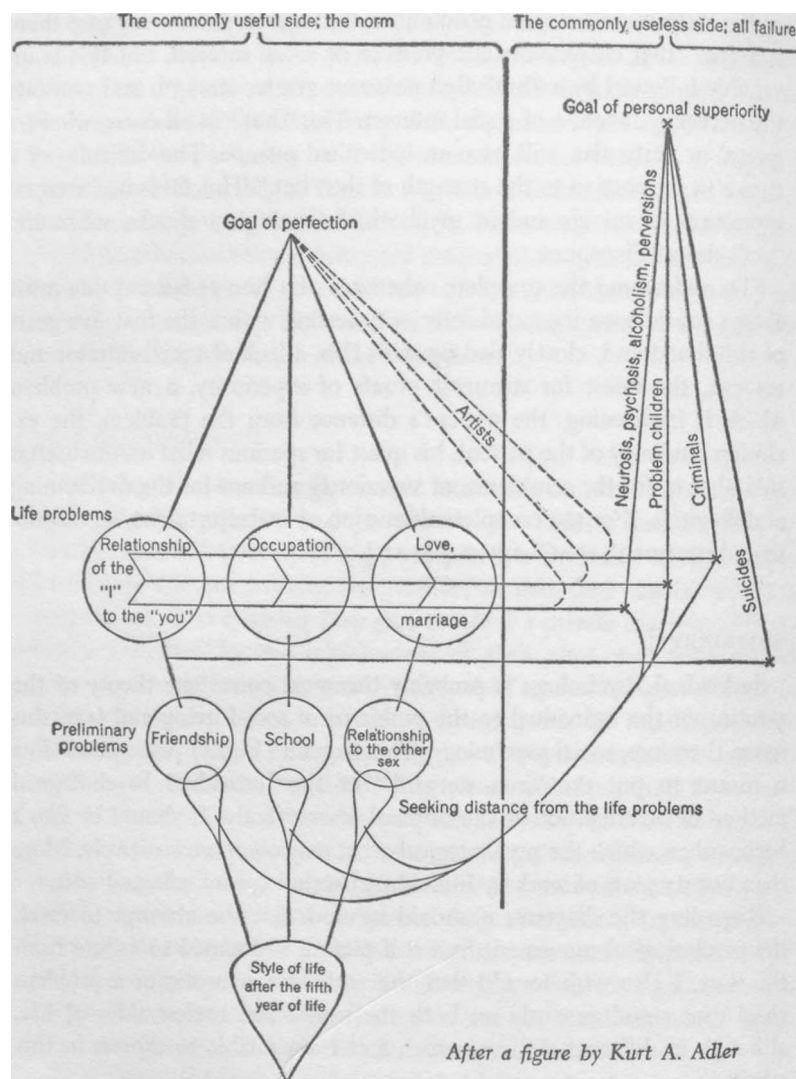 The commonly useful side; the norm
The commonly useless side; all failure
Goal of personal superiority
Goal of perfection
Neurosis, psychosis, alcoholism, perversions
Problem children
Criminals
Suicides
Artists
Life problems
Relationship
of the
"I"
to the "you"
Occupation
Love,
marriage
Preliminary
problems
Friendship
School
Relationship
to the other
sex
Seeking distance from the life problems
Style of life
after the fifth
year of life
After a figure by Kurt A. Adler